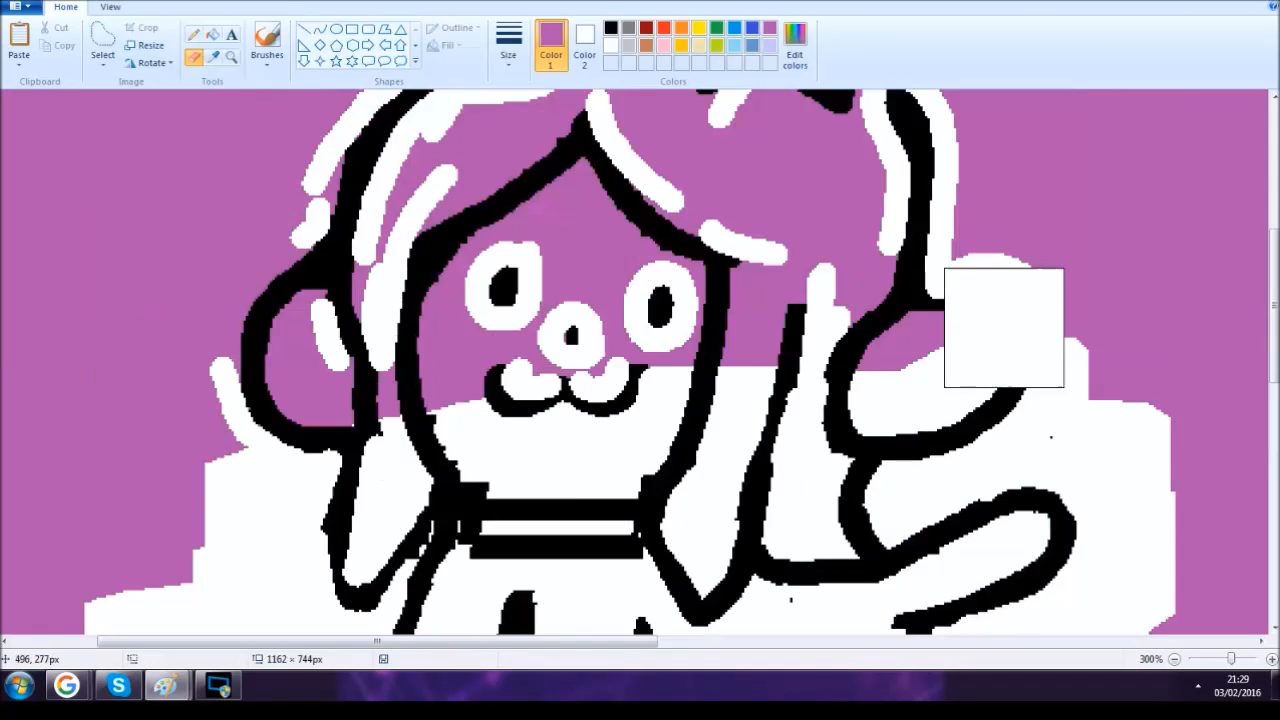 Home
View
Paste
Cut
Copy
Clipboard
Select
Crop
Resize
Rotate
Image
A
Tools
Brushes
Outline
Fill
Shapes
Size
Color 1
Color 2
Edit colors
Colors
496, 277px
1162 × 744px
300%
21:29
03/02/2016